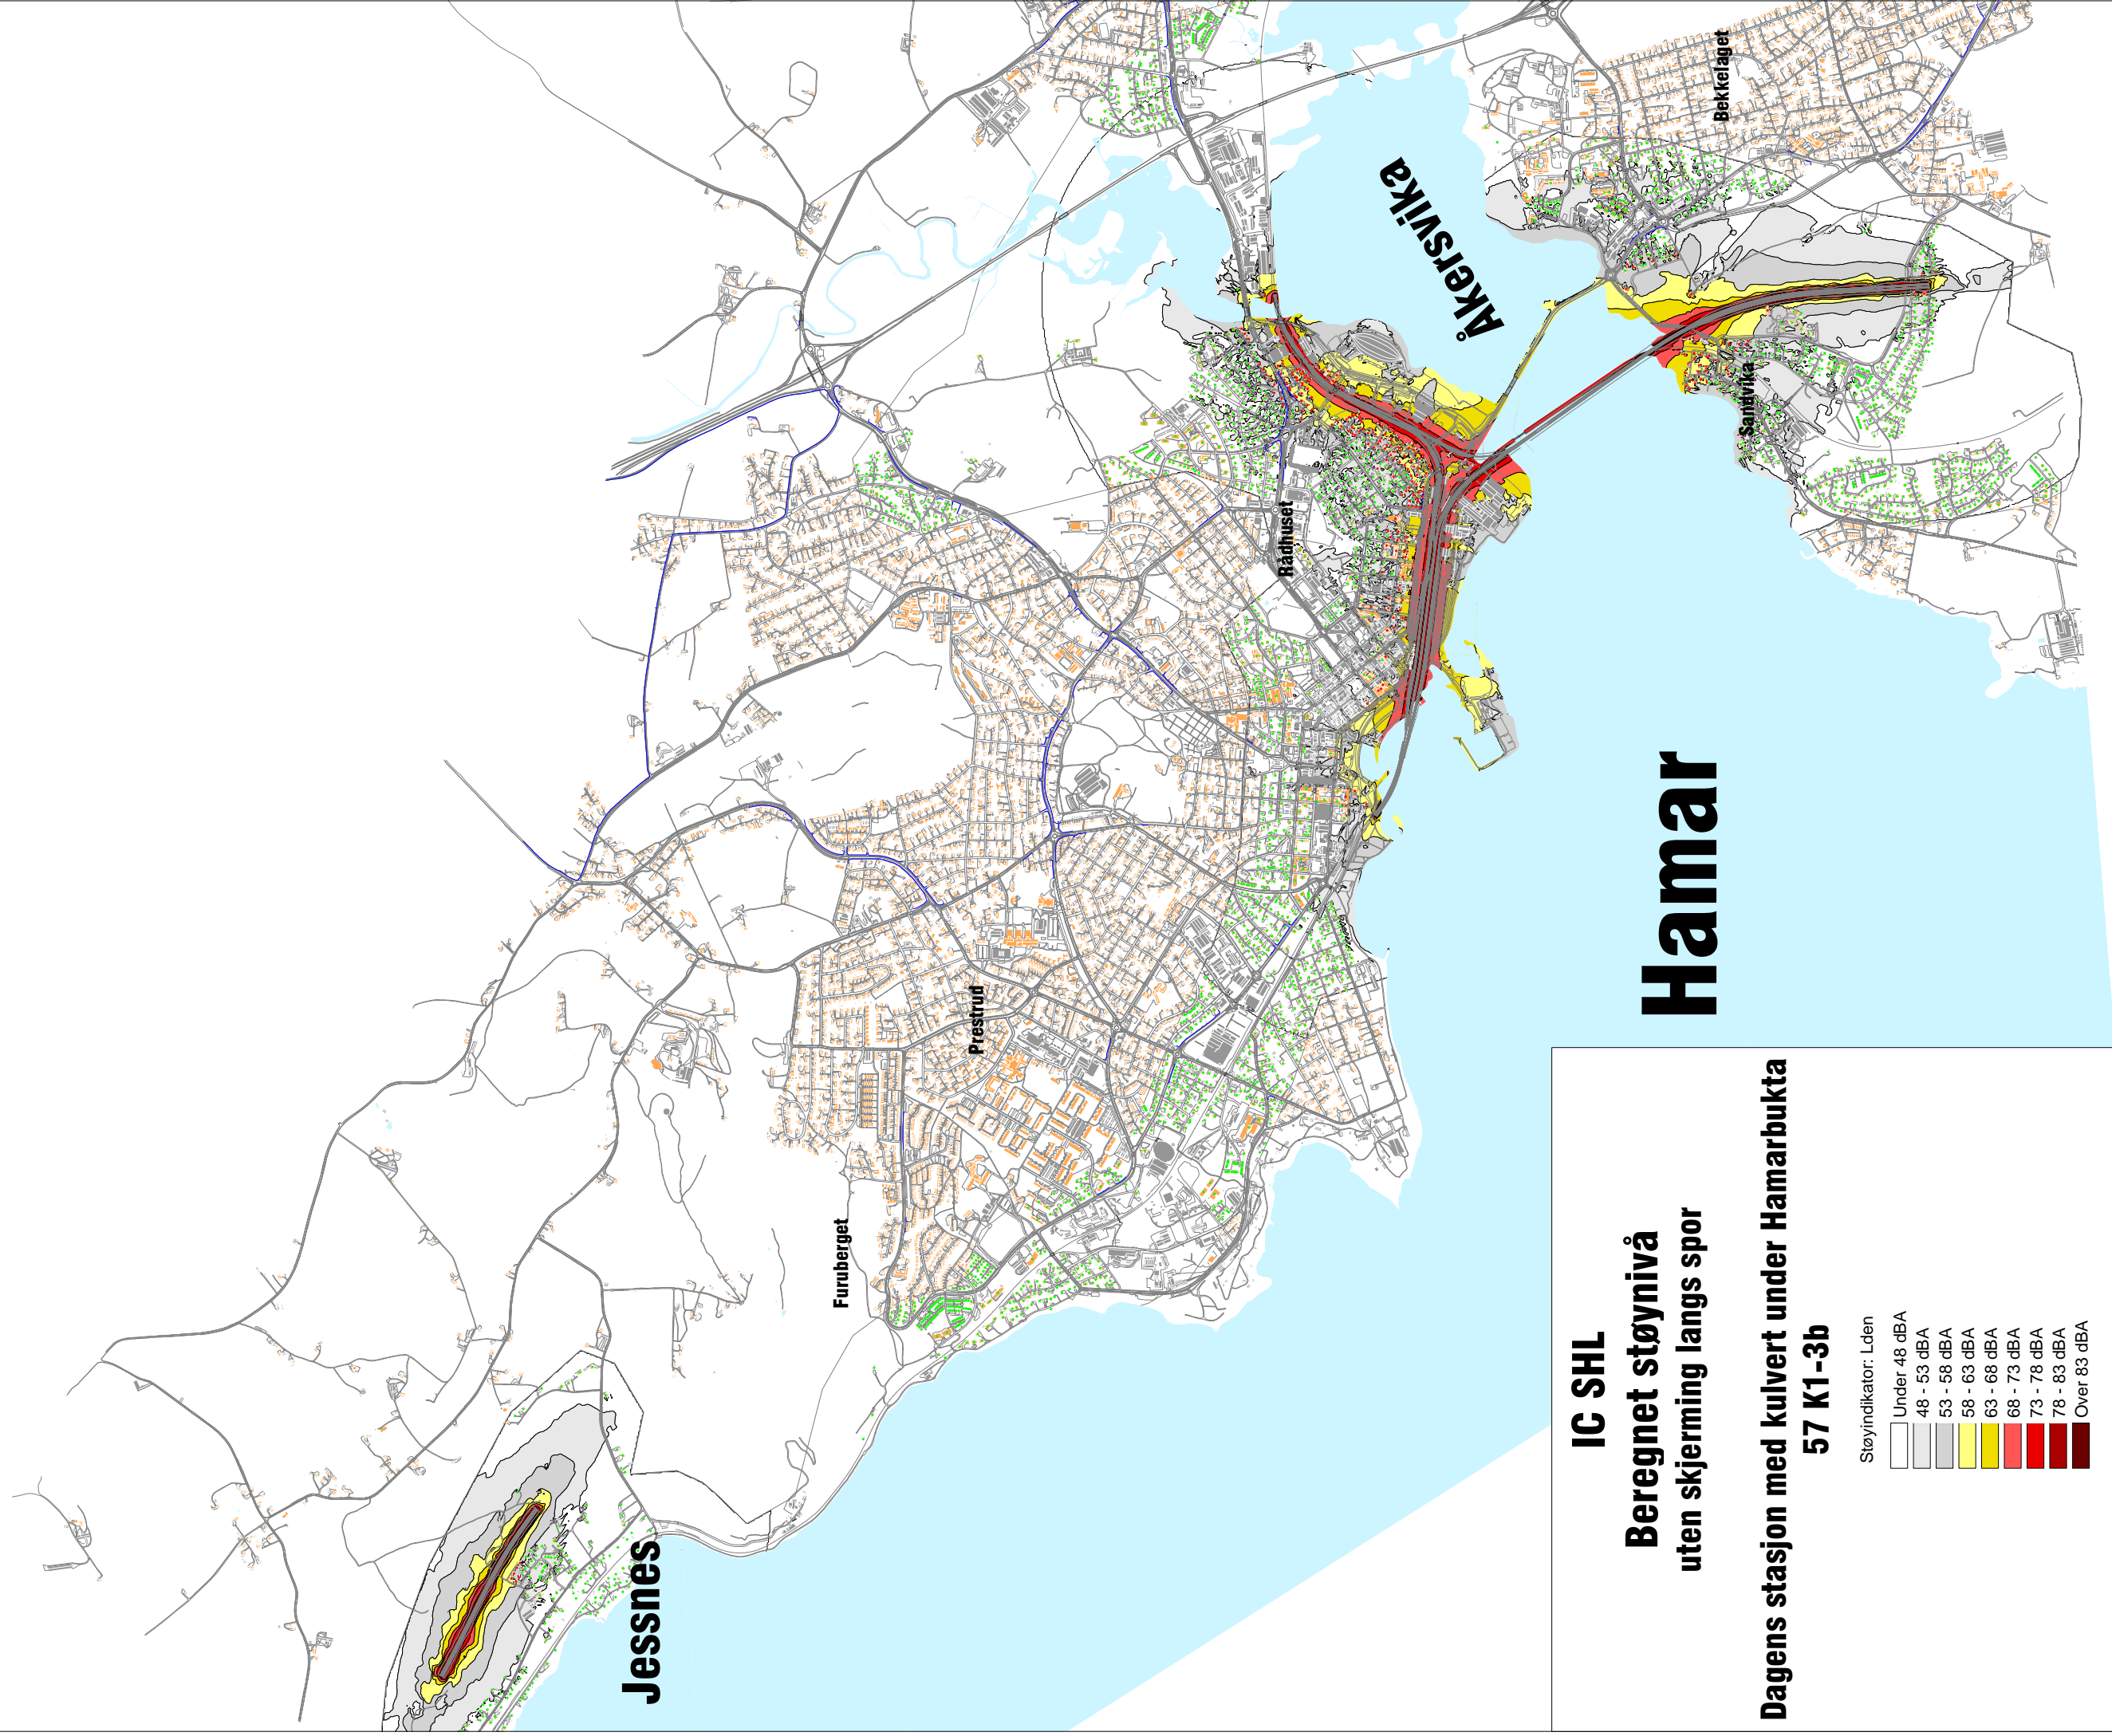 IC SHL
Beregnet støynivå
uten skjerming langs spor
Dagens stasjon med kulvert under Hamarbukta
57 K1-3b
Støyindikator: Lden
Under 48 dBA
48 - 53 dBA
53 - 58 dBA
58 - 63 dBA
63 - 68 dBA
68 - 73 dBA
73 - 78 dBA
78 - 83 dBA
Over 83 dBA
Jessnes
Furuberget
Prestrud
Hamar
Rådhuset
Åkersvika
Sandvika
Bekkelaget